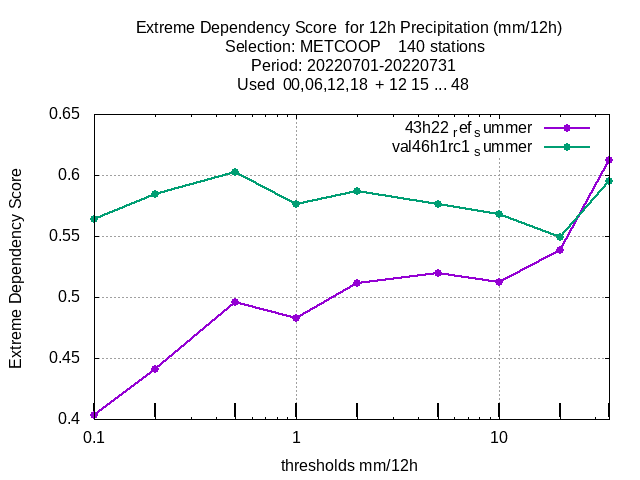 Extreme Dependency Score for 12h Precipitation (mm/12h)
Selection: METCOOP 140 stations
Period: 20220701-20220731
Used 00,06,12,18 + 12 15 ... 48
0.65
43h22 ref summer
val46h1rc1 summer
0.6
0.55
0.5
0.45
0.4
Extreme Dependency Score
0.1 1 10
thresholds mm/12h